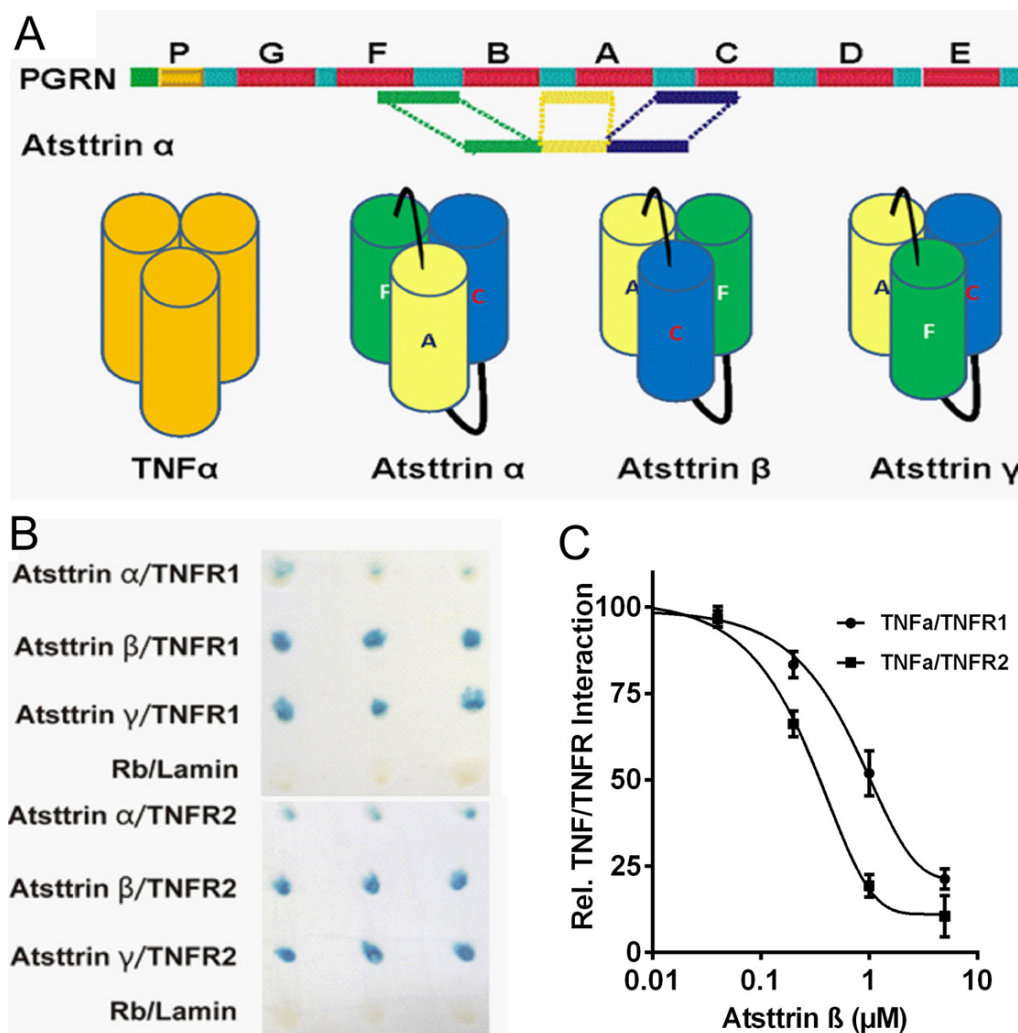 A
P G F B A C D E
PGRN
Atsttrin α
F C A
A C F
A F C
TNFα Atsttrin α Atsttrin β Atsttrin γ
B
Atsttrin α/TNFR1
Atsttrin β/TNFR1
Atsttrin γ/TNFR1
Rb/Lamin
Atsttrin α/TNFR2
Atsttrin β/TNFR2
Atsttrin γ/TNFR2
Rb/Lamin
C
Rel. TNF/TNFR Interaction
100
75
50
25
0
TNFa/TNFR1
TNFa/TNFR2
0.01 0.1 1 10
Atsttrin ß (μM)